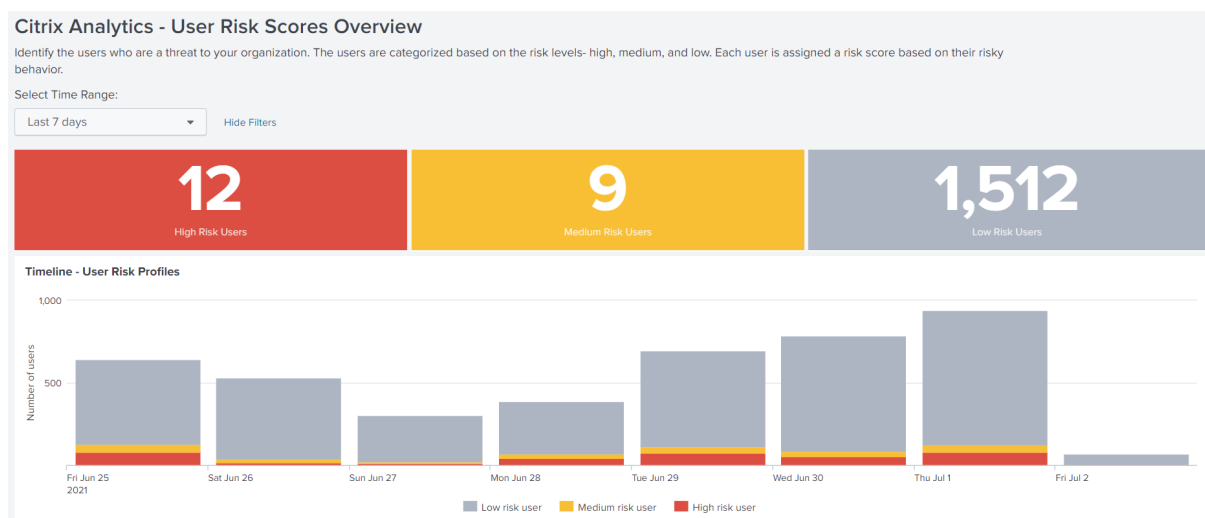 Citrix Analytics - User Risk Scores Overview
Identify the users who are a threat to your organization. The users are categorized based on the risk levels- high, medium, and low. Each user is assigned a risk score based on their risky
behavior.
Select Time Range:
Last 7 days
Hide Filters
12
High Risk Users
9
Medium Risk Users
1,512
Low Risk Users
Timeline - User Risk Profiles
1,000
500
Number of users
Fri Jun 25
2021
Sat Jun 26
Sun Jun 27
Mon Jun 28
Tue Jun 29
Wed Jun 30
Thu Jul 1
Fri Jul 2
Low risk user
Medium risk user
High risk user